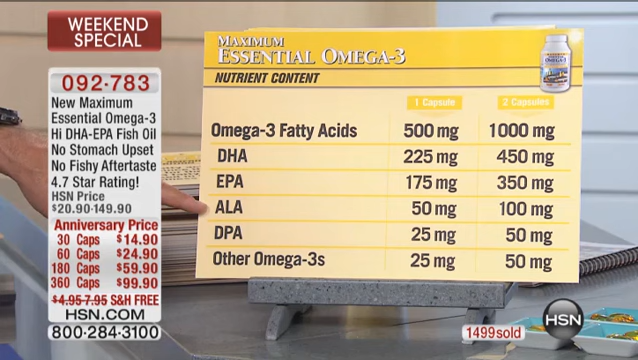 WEEKEND
SPECIAL
092-783
New Maximum
Essential Omega-3
Hi DHA-EPA Fish Oil
No Stomach Upset
No Fishy Aftaste
4.7 Star Rating!
HSN Price
$20.90-149.90
Anniversary Price
30 Caps $14.90
60 Caps $24.90
180 Caps $59.90
360 Caps $99.90
$4.95-7.95 S&H FREE
HSN.COM
800-284-3100
MAXIMUM
ESSENTIAL OMEGA-3
NUTRIENT CONTENT
1 Capsule 2 Capsules
Omega-3 Fatty Acids 500 mg 1000 mg
DHA 225 mg 450 mg
EPA 175 mg 350 mg
ALA 50 mg 100 mg
DPA 25 mg 50 mg
Other Omega-3s 25 mg 50 mg
1499sold
HSN